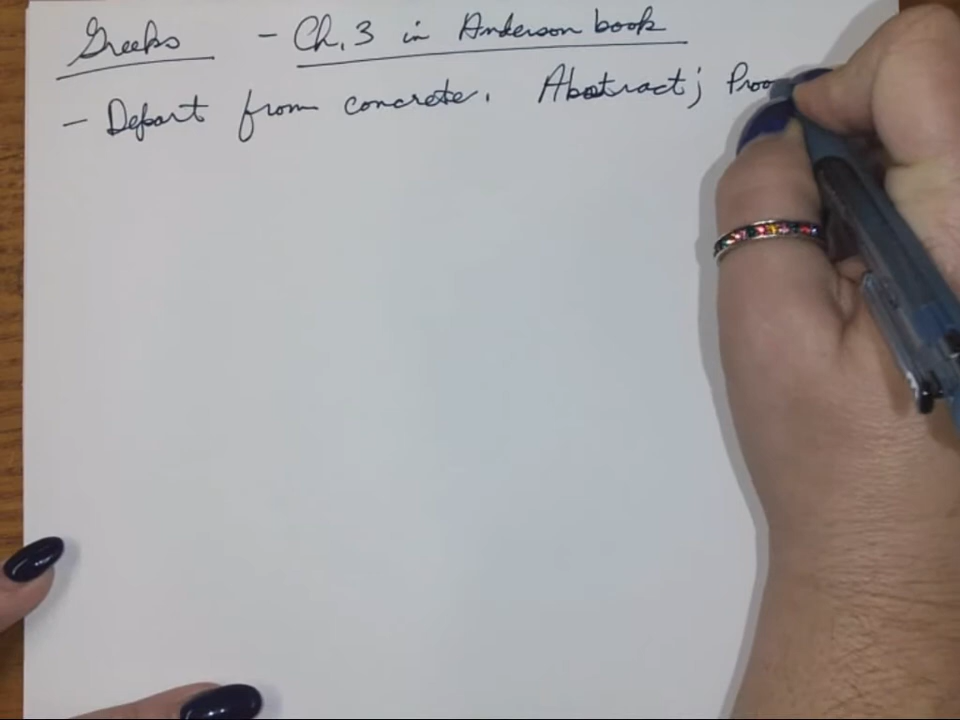 Greeks - Ch. 3 in Anderson book
- Depart from concrete. Abstract; Proo